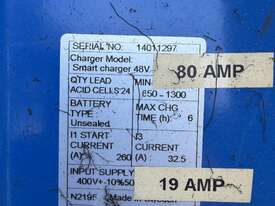 SERIAL NO: 14011297
Charger Model:
Smart charger 48V
80 AMP
QTY LEAD MIN
ACID CELLS:24 650 - 1300
BATTERY MAX CHG
TYPE : TIME (h): 6
Unsealed
I1 START I3
CURRENT CURRENT
(A): 260 (A): 32.5
INPUT SUPPLY
400V+-10%50
19 AMP
N2195 Made in